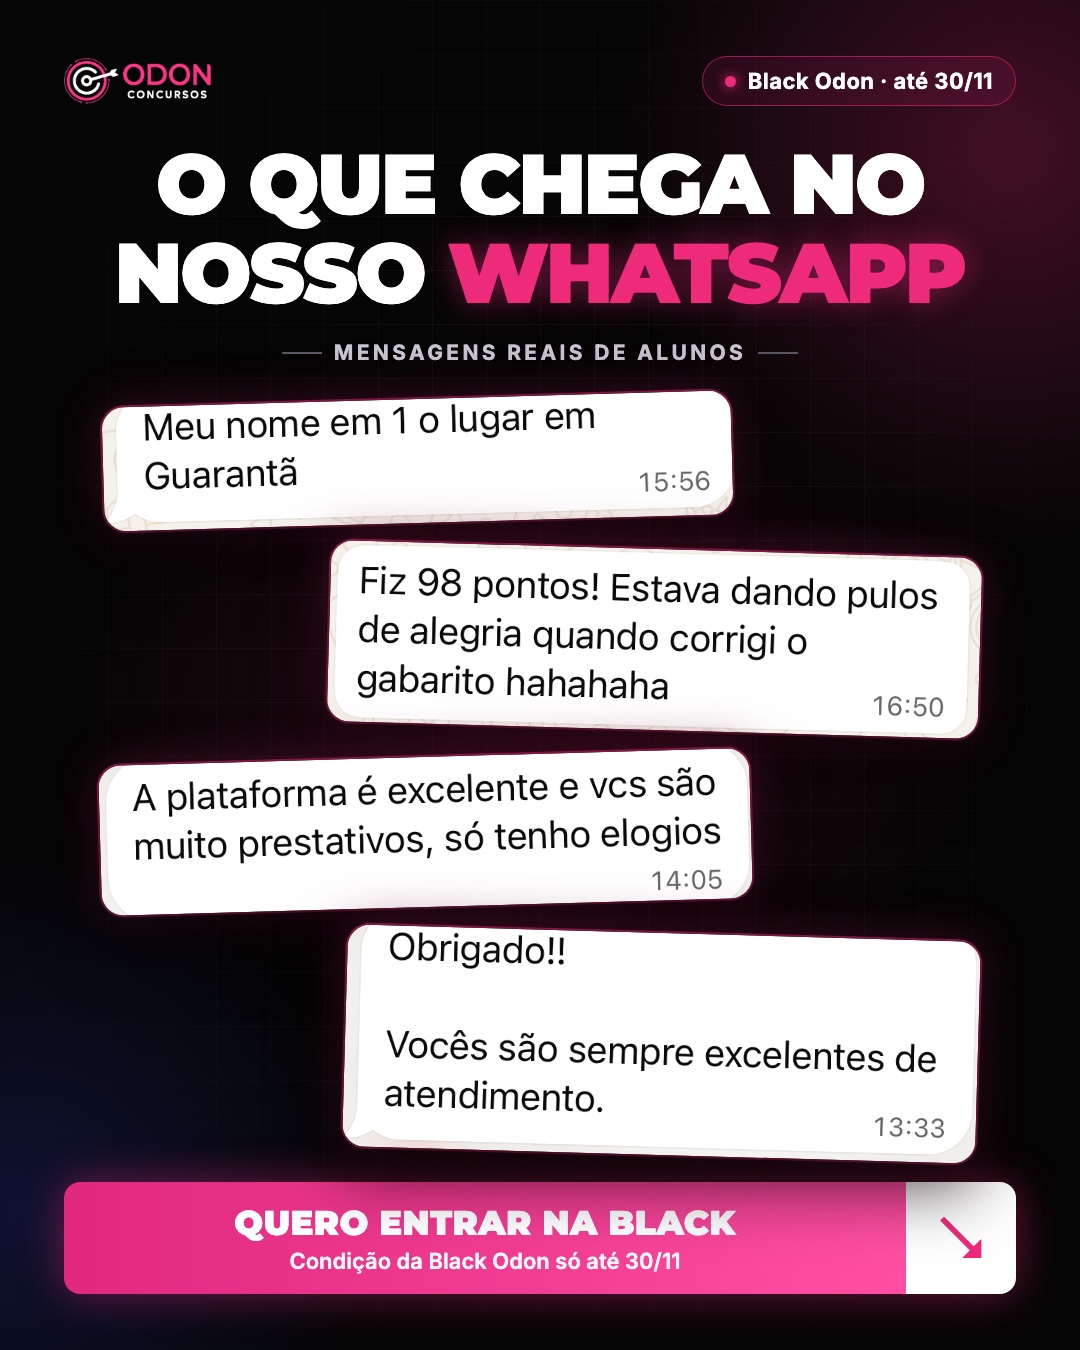 ODON
CONCURSOS
Black Odon · até 30/11
O QUE CHEGA NO
NOSSO WHATSAPP
MENSAGENS REAIS DE ALUNOS
Meu nome em 1 o lugar em
Guarantã
15:56
Fiz 98 pontos! Estava dando pulos
de alegria quando corrigi o
gabarito hahahaha
16:50
A plataforma é excelente e vcs são
muito prestativos, só tenho elogios
14:05
Obrigado!!
Vocês são sempre excelentes de
atendimento.
13:33
QUERO ENTRAR NA BLACK
Condição da Black Odon só até 30/11